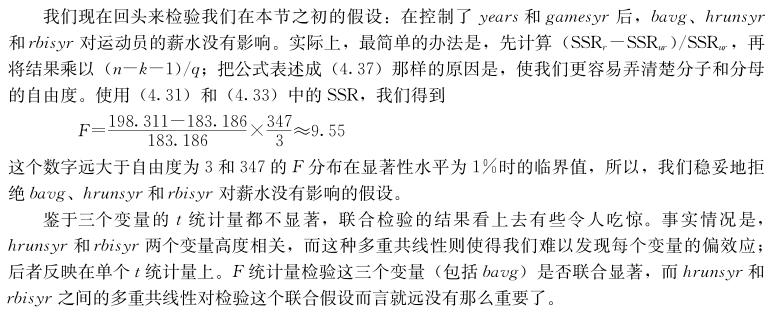 我们现在回头来检验我们在本节之初的假设：在控制了 years 和 gamesyr 后，bavg、hrunsyr
和 rbisyr 对运动员的薪水没有影响。实际上，最简单的办法是，先计算（SSRr－SSRur）/SSRur，再
将结果乘以（n－k－1）/q；把公式表述成（4.37）那样的原因是，使我们更容易弄清楚分子和分母
的自由度。使用（4.31）和（4.33）中的 SSR，我们得到
F=\frac{198.311-183.186}{183.186}×\frac{347}{3}≈9.55
这个数字远大于自由度为 3 和 347 的 F 分布在显著性水平为 1%时的临界值，所以，我们稳妥地拒
绝 bavg、hrunsyr 和 rbisyr 对薪水没有影响的假设。
鉴于三个变量的 t 统计量都不显著，联合检验的结果看上去有些令人吃惊。事实情况是，
hrunsyr 和 rbisyr 两个变量高度相关，而这种多重共线性则使得我们难以发现每个变量的偏效应；
后者反映在单个 t 统计量上。F 统计量检验这三个变量（包括 bavg）是否联合显著，而 hrunsyr 和
rbisyr 之间的多重共线性对检验这个联合假设而言就远没有那么重要了。